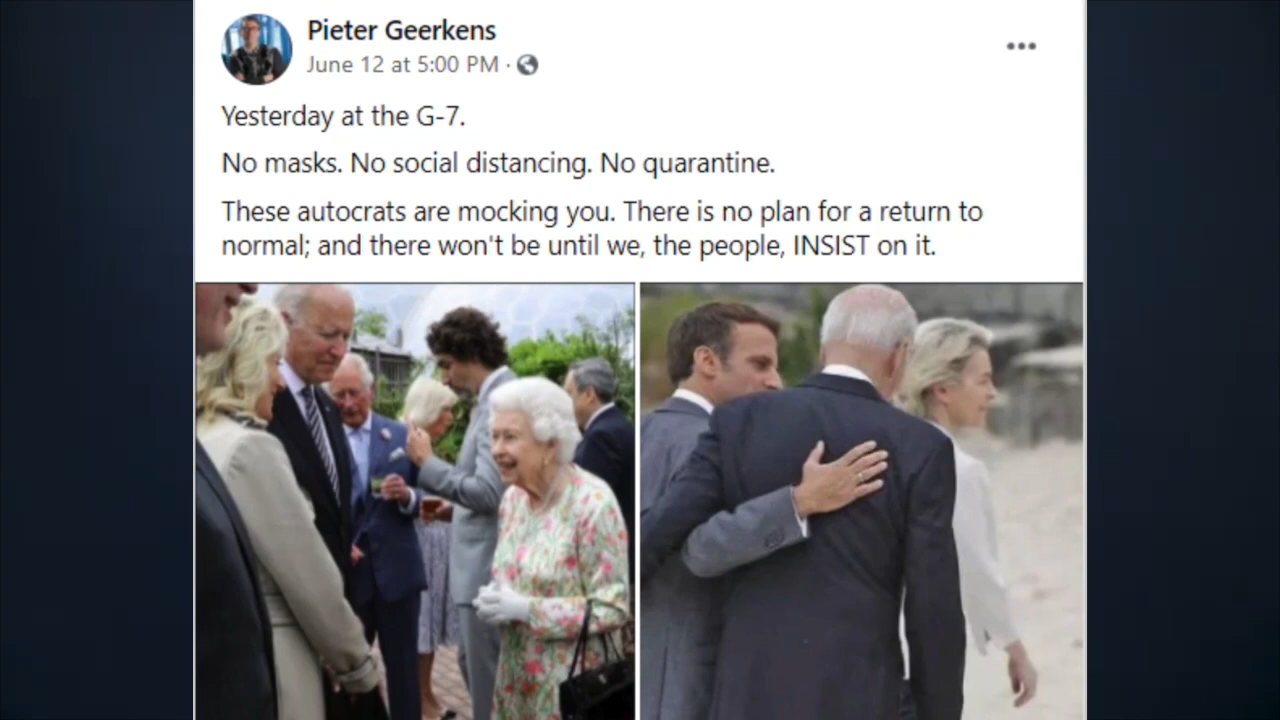 Pieter Geerkens
June 12 at 5:00 PM ·
Yesterday at the G-7.
No masks. No social distancing. No quarantine.
These autocrats are mocking you. There is no plan for a return to
normal; and there won't be until we, the people, INSIST on it.